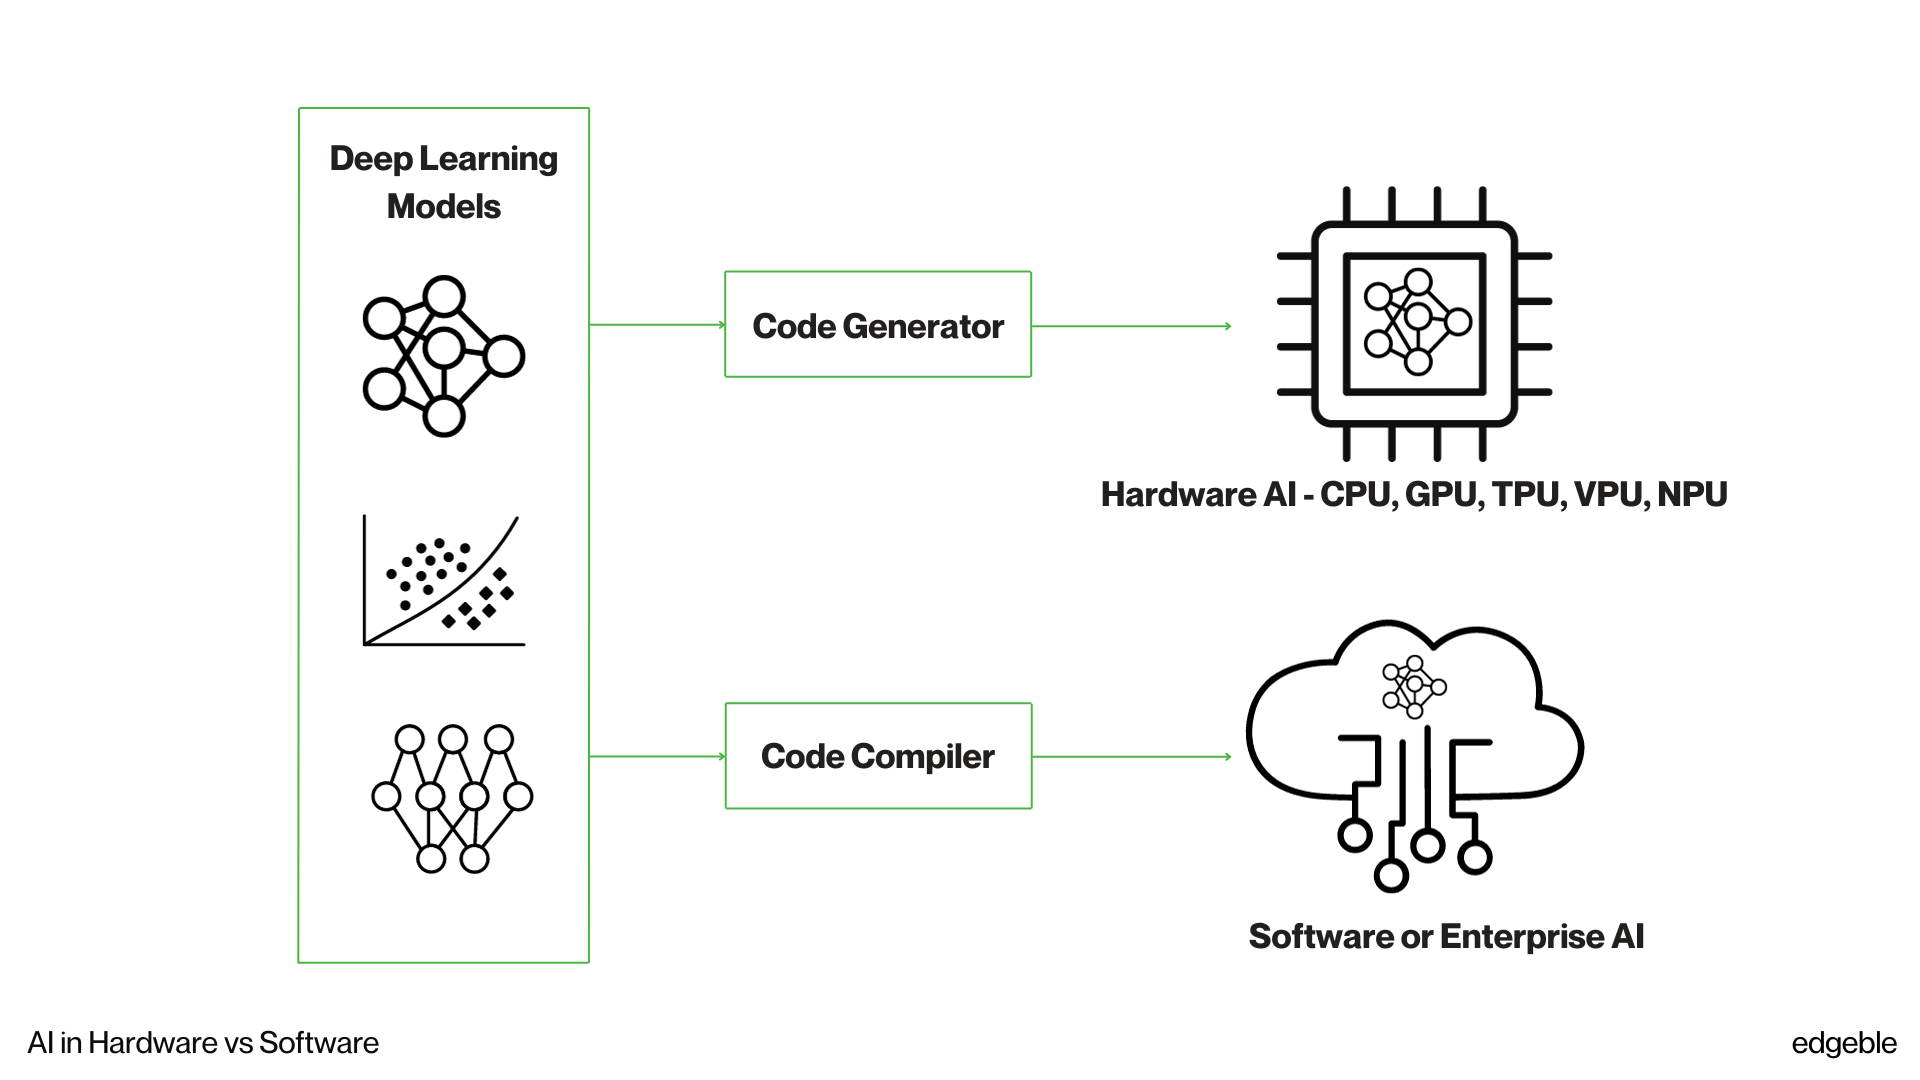 Deep Learning
Models
Code Generator
Hardware AI - CPU, GPU, TPU, VPU, NPU
Code Compiler
Software or Enterprise AI
AI in Hardware vs Software
edgeble